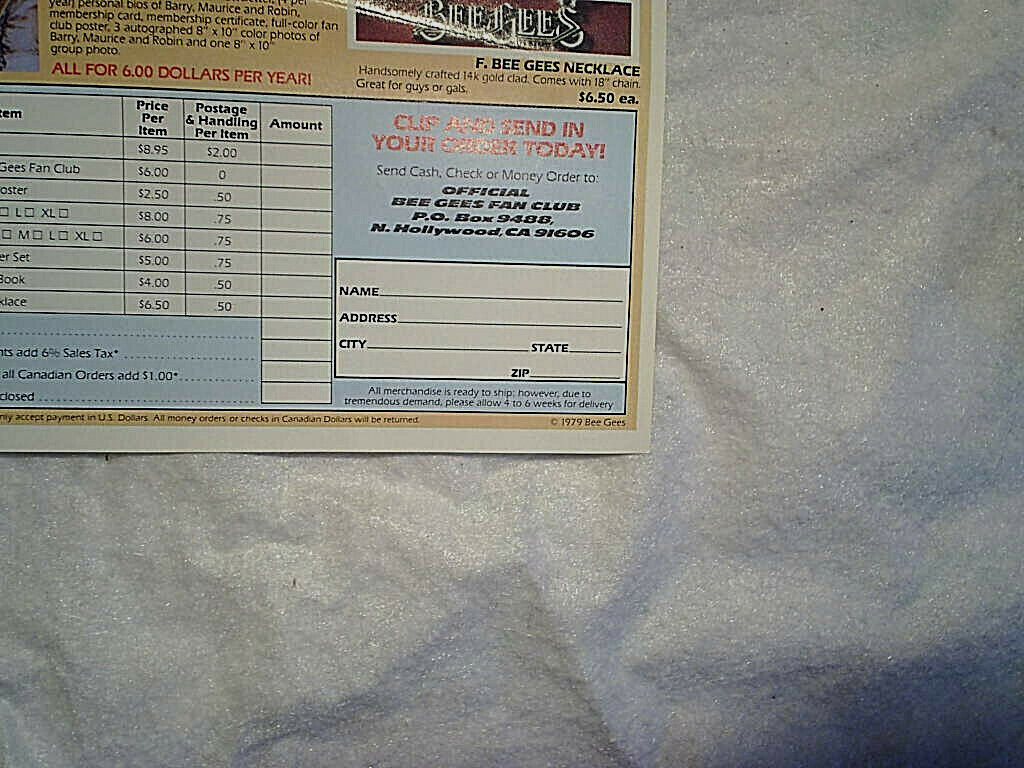 year) personal bios of Barry, Maurice and Robin,
membership card, membership certificate, full-color fan
club poster, 3 autographed 8" x 10" color photos of
Barry, Maurice and Robin and one 8" x 10"
group photo.
ALL FOR 6.00 DOLLARS PER YEAR!
BEE GEES
F. BEE GEES NECKLACE
Handsomely crafted 14k gold clad. Comes with 18" chain.
Great for guys or gals.
$6.50 ea.
tem Price Per Item Postage & Handling Per Item Amount
$8.95 $2.00
Gees Fan Club $6.00 0
oster $2.50 .50
☐ L☐ XL☐ $8.00 .75
☐ M☐ L☐ XL☐ $6.00 .75
er Set $5.00 .75
Book $4.00 .50
klace $6.50 .50
nts add 6% Sales Tax*
all Canadian Orders add $1.00*
closed
CLIP AND SEND IN
YOUR ORDER TODAY!
Send Cash, Check or Money Order to:
OFFICIAL
BEE GEES FAN CLUB
P.O. Box 9488,
N. Hollywood, CA 91606
NAME
ADDRESS
CITY STATE
ZIP
All merchandise is ready to ship; however, due to
tremendous demand, please allow 4 to 6 weeks for delivery
nly accept payment in U.S. Dollars. All money orders or checks in Canadian Dollars will be returned.
© 1979 Bee Gees